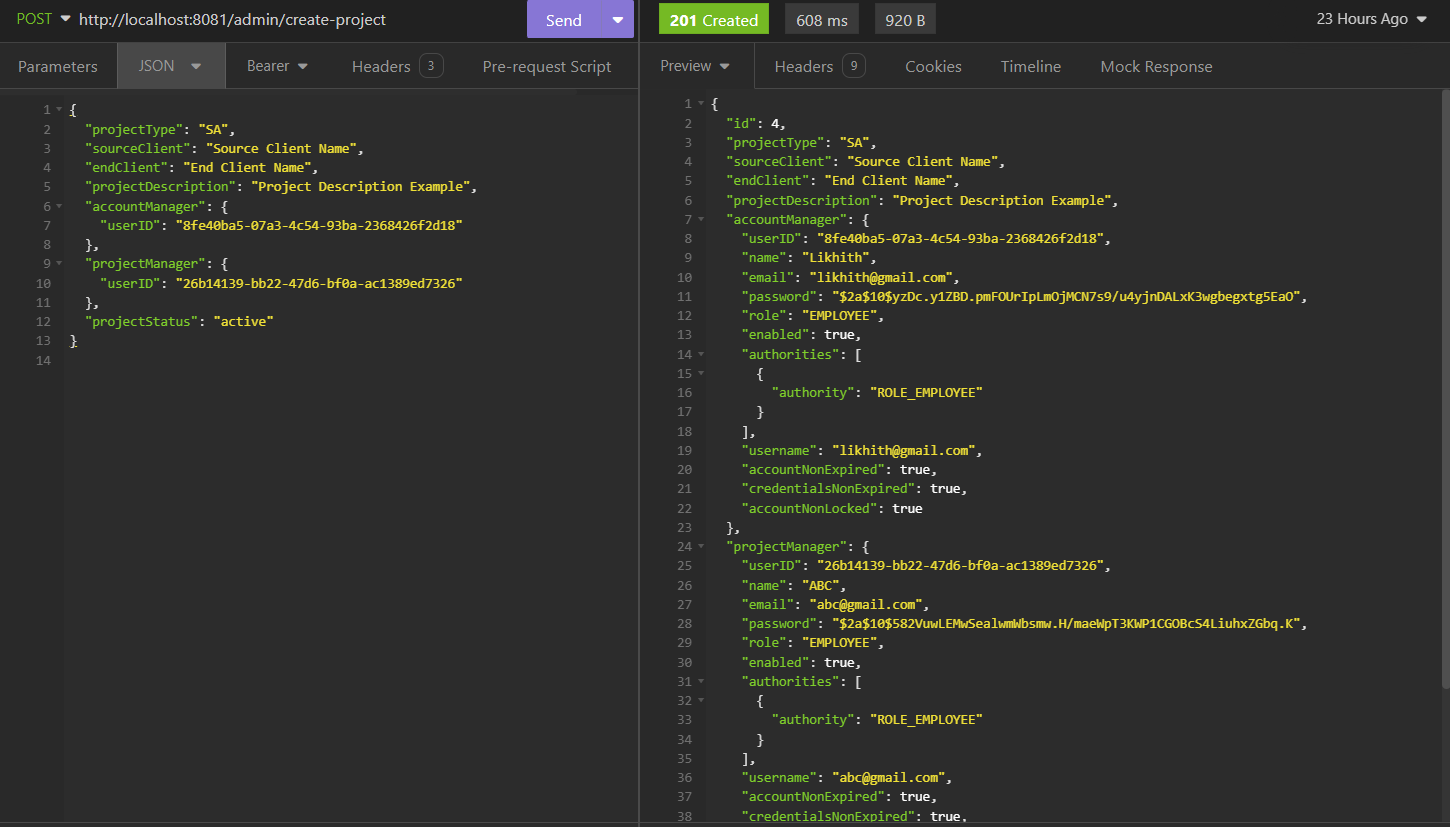 POST http://localhost:8081/admin/create-project Send 201 Created 608 ms 920 B 23 Hours Ago
Parameters JSON Bearer Headers 3 Pre-request Script Preview Headers 9 Cookies Timeline Mock Response
1 {
2 "projectType": "SA",
3 "sourceClient": "Source Client Name",
4 "endClient": "End Client Name",
5 "projectDescription": "Project Description Example",
6 "accountManager": {
7 "userID": "8fe40ba5-07a3-4c54-93ba-2368426f2d18"
8 },
9 "projectManager": {
10 "userID": "26b14139-bb22-47d6-bf0a-ac1389ed7326"
11 },
12 "projectStatus": "active"
13 }
14
1 {
2 "id": 4,
3 "projectType": "SA",
4 "sourceClient": "Source Client Name",
5 "endClient": "End Client Name",
6 "projectDescription": "Project Description Example",
7 "accountManager": {
8 "userID": "8fe40ba5-07a3-4c54-93ba-2368426f2d18",
9 "name": "Likhith",
10 "email": "likhith@gmail.com",
11 "password": "$2a$10$yzDc.y1ZBD.pmFOUrIpLmOjMCN7s9/u4yjnDALxK3wgbegxtg5EaO",
12 "role": "EMPLOYEE",
13 "enabled": true,
14 "authorities": [
15 {
16 "authority": "ROLE_EMPLOYEE"
17 }
18 ],
19 "username": "likhith@gmail.com",
20 "accountNonExpired": true,
21 "credentialsNonExpired": true,
22 "accountNonLocked": true
23 },
24 "projectManager": {
25 "userID": "26b14139-bb22-47d6-bf0a-ac1389ed7326",
26 "name": "ABC",
27 "email": "abc@gmail.com",
28 "password": "$2a$10$582VuwLEMwSealwmWbsmw.H/maeWpT3KWP1CGOBcS4LiuhxZGbq.K",
29 "role": "EMPLOYEE",
30 "enabled": true,
31 "authorities": [
32 {
33 "authority": "ROLE_EMPLOYEE"
34 }
35 ],
36 "username": "abc@gmail.com",
37 "accountNonExpired": true,
38 "credentialsNonExpired": true,